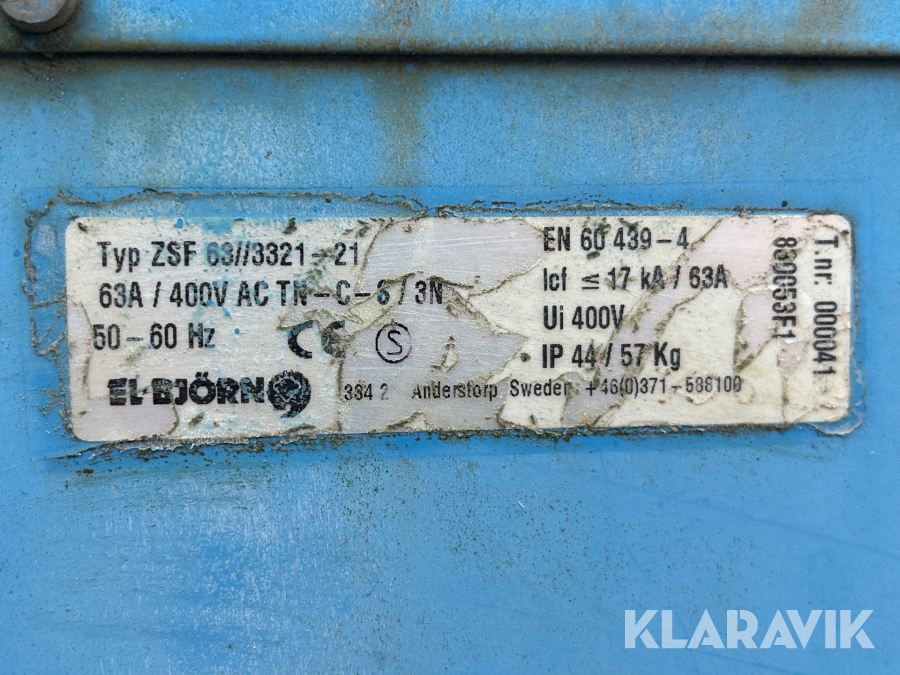 Typ ZSF 63//3321-21
63A / 400V AC TN-C-S / 3N
50-60 Hz CE S
EL-BJÖRN
EN 60 439-4
Icf ≤ 17 kA / 63A
Ui 400V
IP 44 / 57 Kg
334 2 Anderstorp Sweden +46(0)371-588100
T.nr. 000041
830053F1
KLARAVIK